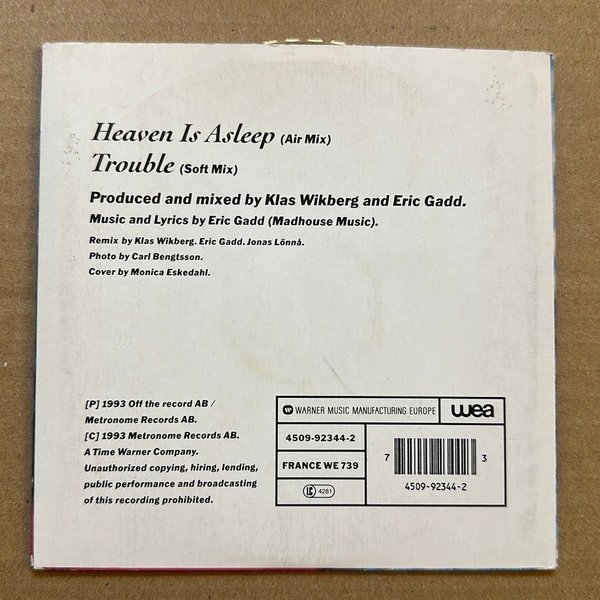 Heaven Is Asleep (Air Mix)
Trouble (Soft Mix)
Produced and mixed by Klas Wikberg and Eric Gadd.
Music and Lyrics by Eric Gadd (Madhouse Music).
Remix by Klas Wikberg. Eric Gadd. Jonas Lönnå.
Photo by Carl Bengtsson.
Cover by Monica Eskedahl.
[P] 1993 Off the record AB /
Metronome Records AB.
[C] 1993 Metronome Records AB.
A Time Warner Company.
Unauthorized copying, hiring, lending,
public performance and broadcasting
of this recording prohibited.
WARNER MUSIC MANUFACTURING EUROPE
wea
4509-92344-2
FRANCE WE 739
LC 4281
7 3
4509-92344-2